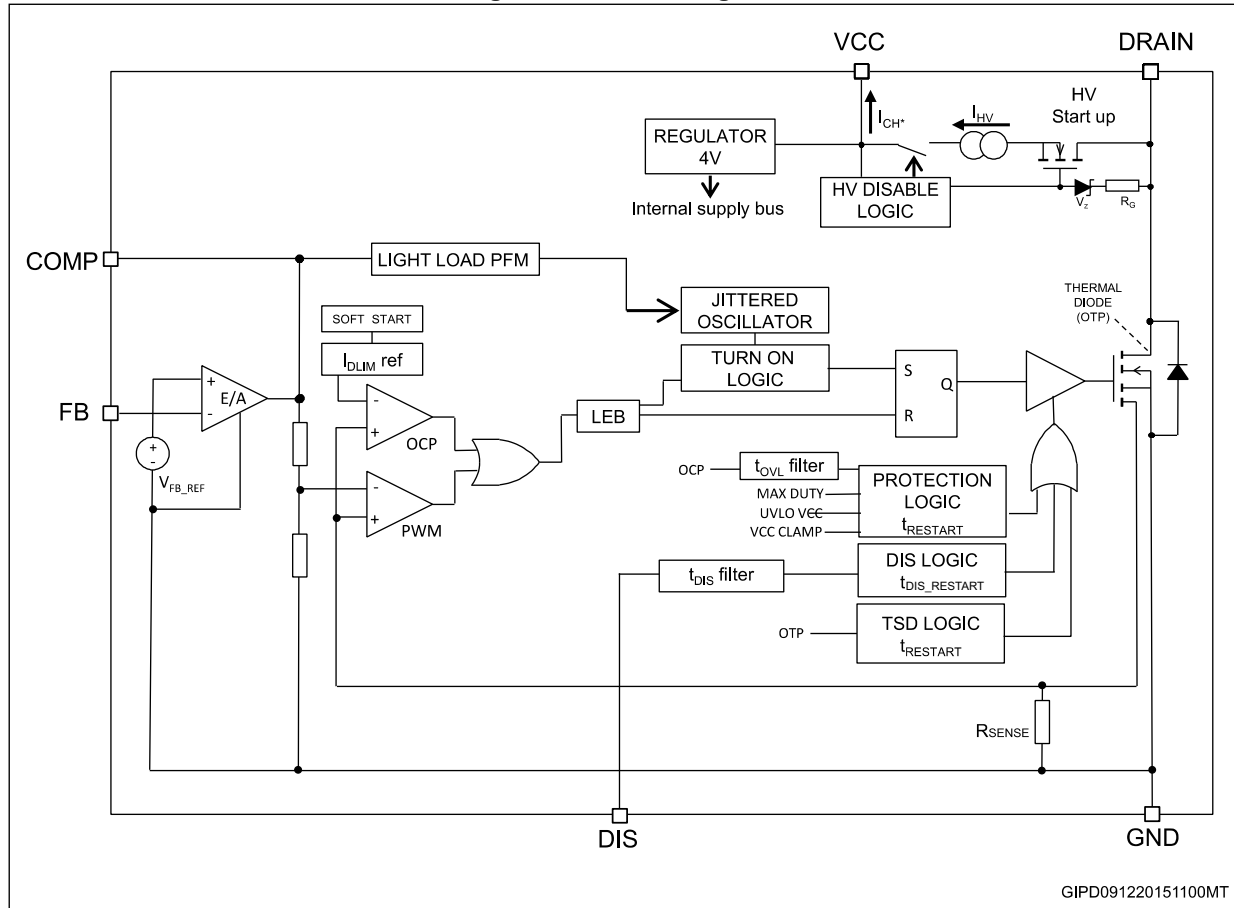 VCC
DRAIN
I_CH*
I_HV
HV
Start up
REGULATOR
4V
Internal supply bus
HV DISABLE
LOGIC
V_Z
R_G
COMP
LIGHT LOAD PFM
THERMAL
DIODE
(OTP)
SOFT START
JITTERED
OSCILLATOR
I_DLIM ref
TURN ON
LOGIC
S
Q
R
+
E/A
-
FB
-
+
OCP
LEB
+
-
V_FB_REF
-
+
PWM
OCP
t_OVL filter
MAX DUTY
UVLO VCC
VCC CLAMP
PROTECTION
LOGIC
t_RESTART
t_DIS filter
DIS LOGIC
t_DIS_RESTART
OTP
TSD LOGIC
t_RESTART
R_SENSE
DIS
GND
GIPD091220151100MT